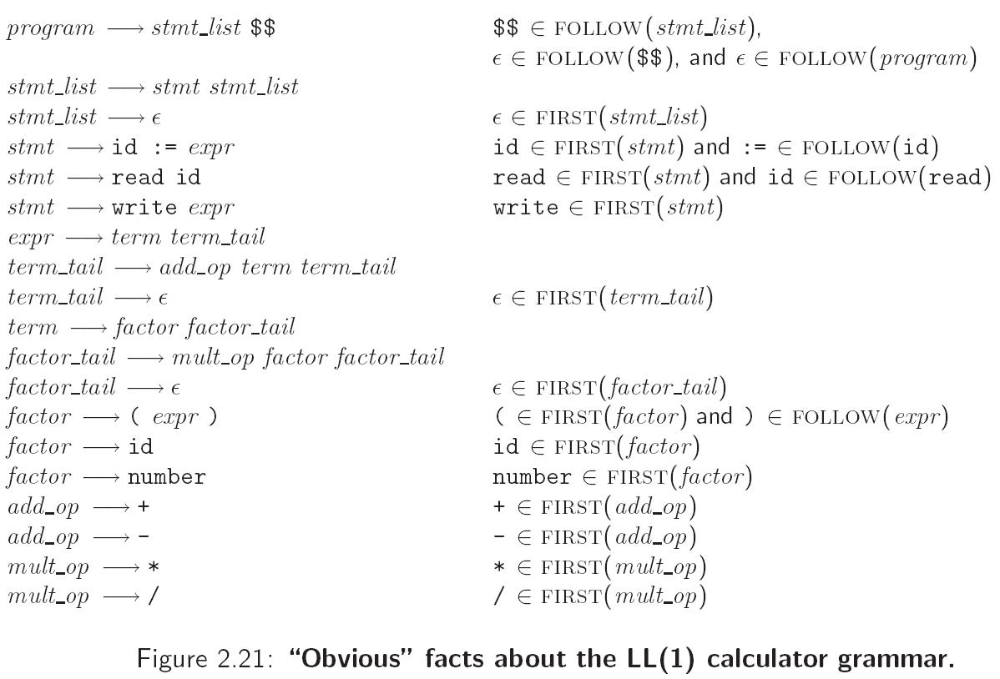 program ⟶ stmt_list $$ $$ ∈ FOLLOW(stmt_list),
ϵ ∈ FOLLOW($$), and ϵ ∈ FOLLOW(program)
stmt_list ⟶ stmt stmt_list
stmt_list ⟶ ϵ ϵ ∈ FIRST(stmt_list)
stmt ⟶ id := expr id ∈ FIRST(stmt) and := ∈ FOLLOW(id)
stmt ⟶ read id read ∈ FIRST(stmt) and id ∈ FOLLOW(read)
stmt ⟶ write expr write ∈ FIRST(stmt)
expr ⟶ term term_tail
term_tail ⟶ add_op term term_tail
term_tail ⟶ ϵ ϵ ∈ FIRST(term_tail)
term ⟶ factor factor_tail
factor_tail ⟶ mult_op factor factor_tail
factor_tail ⟶ ϵ ϵ ∈ FIRST(factor_tail)
factor ⟶ ( expr ) ( ∈ FIRST(factor) and ) ∈ FOLLOW(expr)
factor ⟶ id id ∈ FIRST(factor)
factor ⟶ number number ∈ FIRST(factor)
add_op ⟶ + + ∈ FIRST(add_op)
add_op ⟶ - - ∈ FIRST(add_op)
mult_op ⟶ * * ∈ FIRST(mult_op)
mult_op ⟶ / / ∈ FIRST(mult_op)
Figure 2.21: “Obvious” facts about the LL(1) calculator grammar.